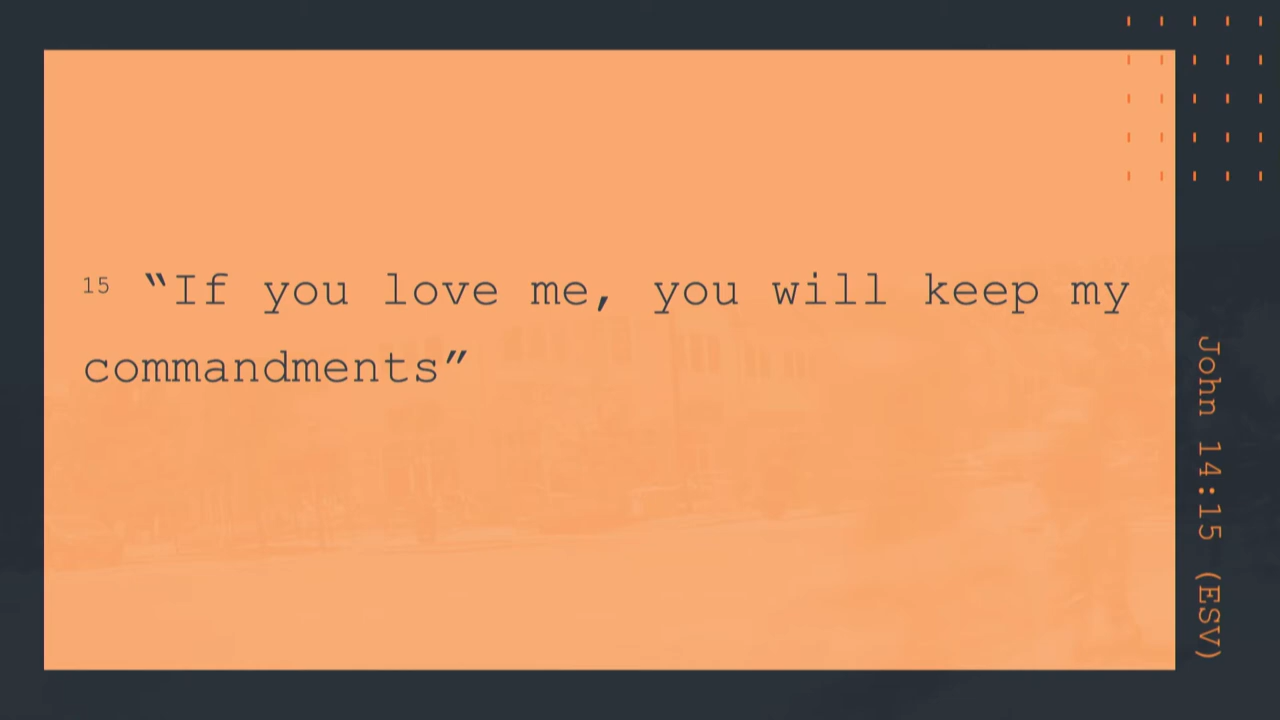 15 “If you love me, you will keep my
commandments”
John 14:15 (ESV)